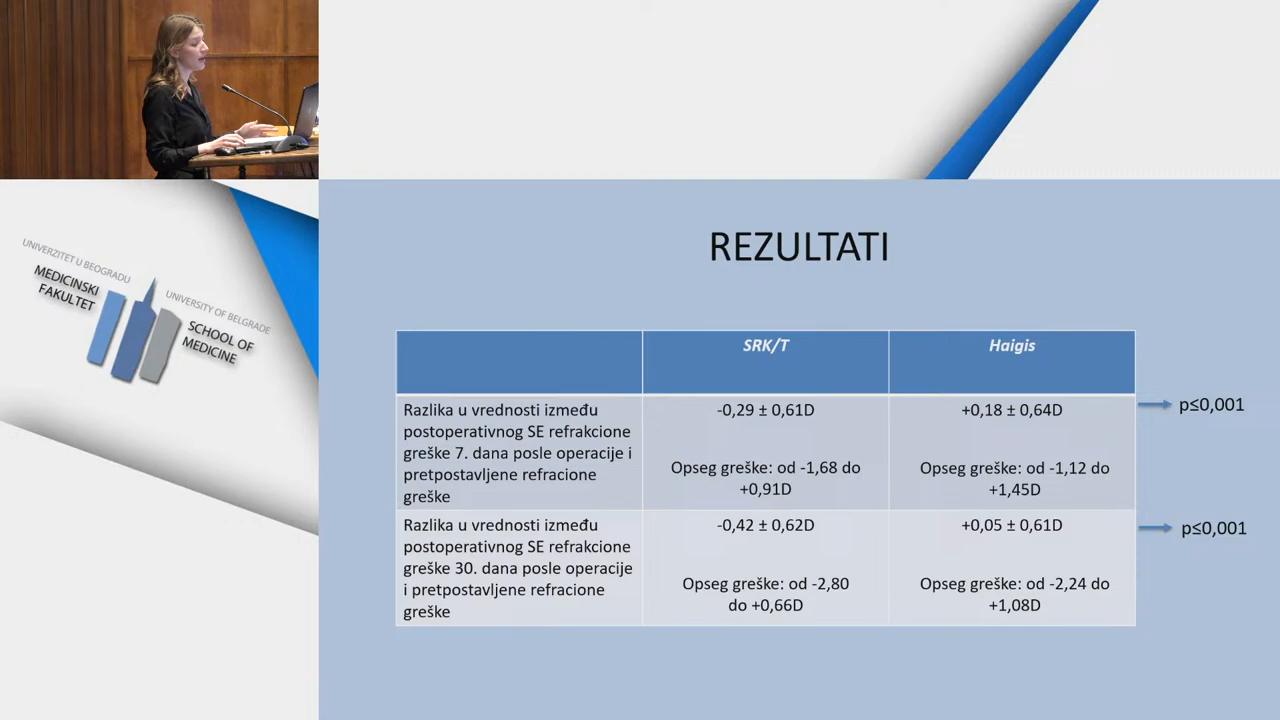 UNIVERZITET U BEOGRADU
MEDICINSKI
FAKULTET
UNIVERSITY OF BELGRADE
SCHOOL OF
MEDICINE
REZULTATI
SRK/T
Haigis
Razlika u vrednosti između
postoperativnog SE refrakcione
greške 7. dana posle operacije i
pretpostavljene refracione
greške
-0,29 ± 0,61D
Opseg greške: od -1,68 do
+0,91D
+0,18 ± 0,64D
Opseg greške: od -1,12 do
+1,45D
p≤0,001
Razlika u vrednosti između
postoperativnog SE refrakcione
greške 30. dana posle operacije
i pretpostavljene refracione
greške
-0,42 ± 0,62D
Opseg greške: od -2,80
do +0,66D
+0,05 ± 0,61D
Opseg greške: od -2,24 do
+1,08D
p≤0,001